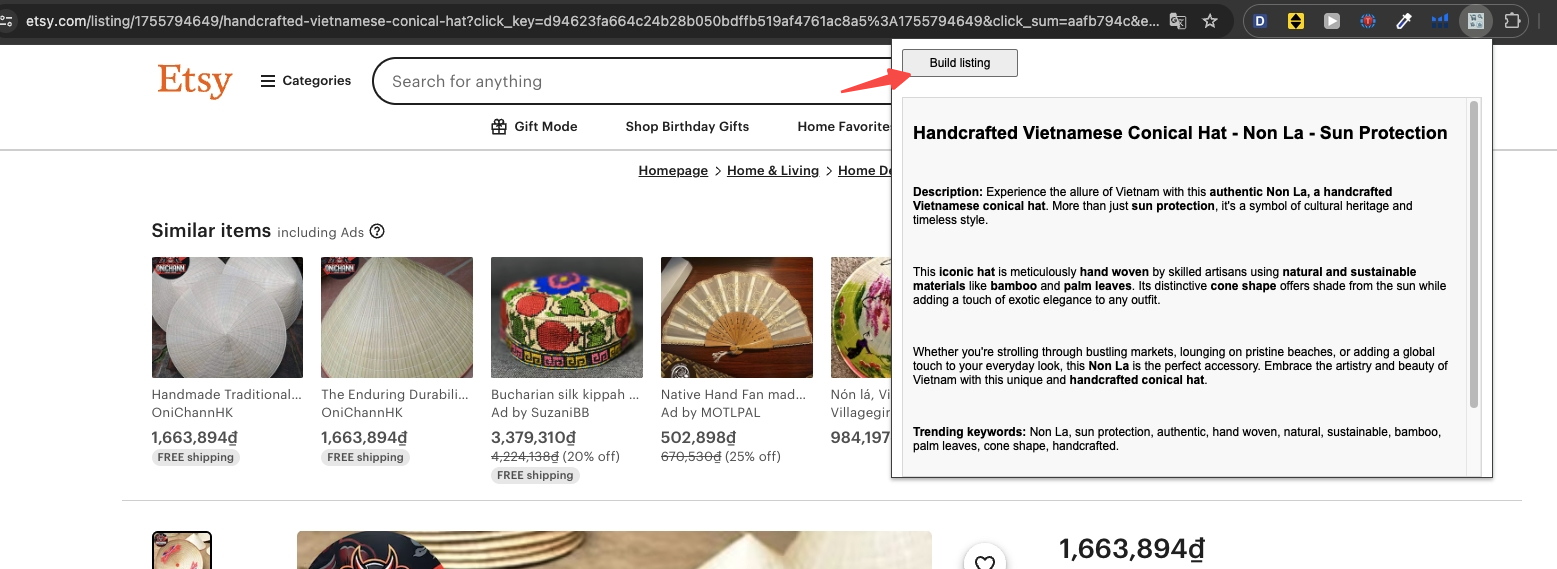 etsy.com/listing/1755794649/handcrafted-vietnamese-conical-hat?click_key=d94623fa664c24b28b050bdffb519af4761ac8a5%3A1755794649&click_sum=aafb794c&e...
D
T
Build listing
Etsy
Categories
Search for anything
Gift Mode
Shop Birthday Gifts
Home Favorites
Homepage > Home & Living > Home De
Handcrafted Vietnamese Conical Hat - Non La - Sun Protection
Description: Experience the allure of Vietnam with this authentic Non La, a handcrafted
Vietnamese conical hat. More than just sun protection, it's a symbol of cultural heritage and
timeless style.
This iconic hat is meticulously hand woven by skilled artisans using natural and sustainable
materials like bamboo and palm leaves. Its distinctive cone shape offers shade from the sun while
adding a touch of exotic elegance to any outfit.
Whether you're strolling through bustling markets, lounging on pristine beaches, or adding a global
touch to your everyday look, this Non La is the perfect accessory. Embrace the artistry and beauty of
Vietnam with this unique and handcrafted conical hat.
Trending keywords: Non La, sun protection, authentic, hand woven, natural, sustainable, bamboo,
palm leaves, cone shape, handcrafted.
Similar items including Ads ?
ONICHANN
ONICHANN
Handmade Traditional...
OniChannHK
1,663,894₫
FREE shipping
The Enduring Durabili...
OniChannHK
1,663,894₫
FREE shipping
Bucharian silk kippah ...
Ad by SuzaniBB
3,379,310₫
4,224,138₫ (20% off)
FREE shipping
Native Hand Fan mad...
Ad by MOTLPAL
502,898₫
670,530₫ (25% off)
Nón lá, Vi
Villagegir
984,197
1,663,894₫